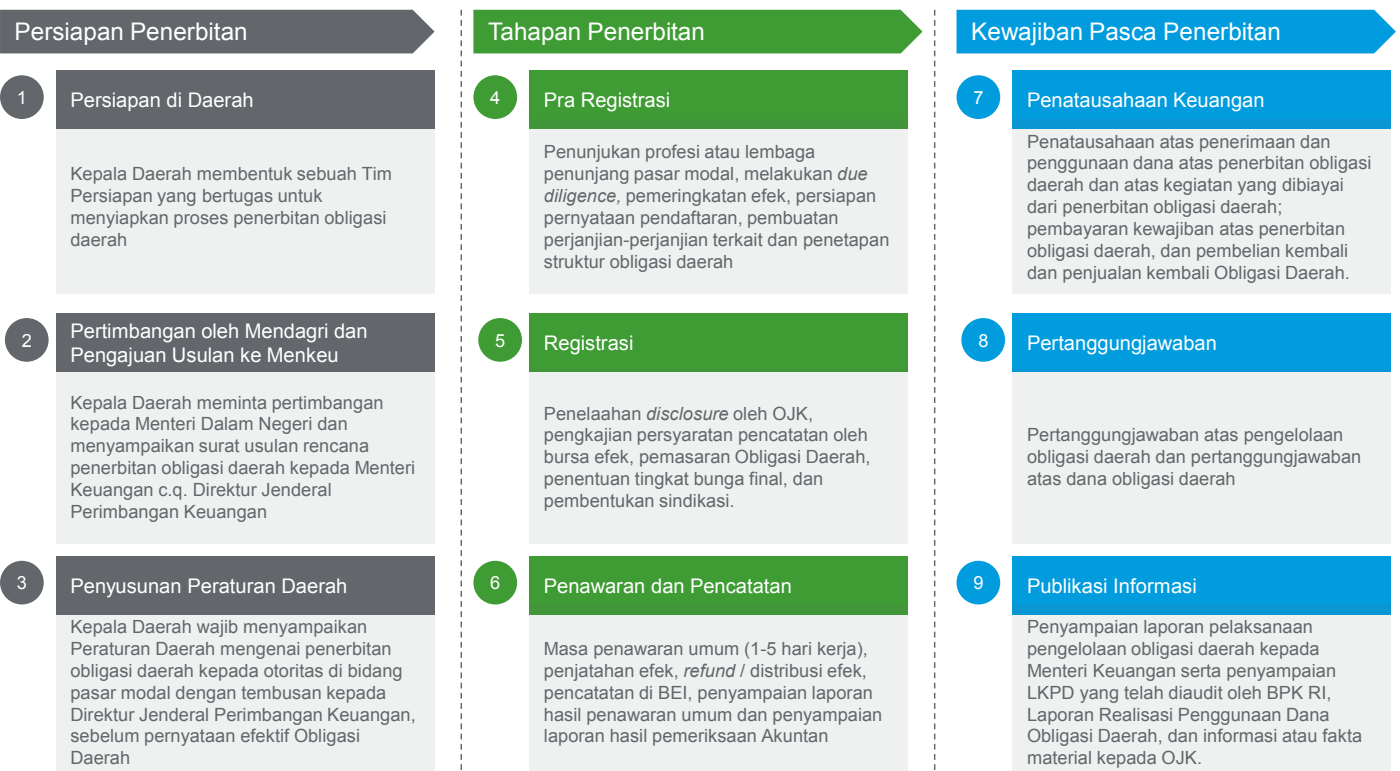 Persiapan Penerbitan
1
Persiapan di Daerah
Kepala Daerah membentuk sebuah Tim
Persiapan yang bertugas untuk
menyiapkan proses penerbitan obligasi
daerah
2
Pertimbangan oleh Mendagri dan
Pengajuan Usulan ke Menkeu
Kepala Daerah meminta pertimbangan
kepada Menteri Dalam Negeri dan
menyampaikan surat usulan rencana
penerbitan obligasi daerah kepada Menteri
Keuangan c.q. Direktur Jenderal
Perimbangan Keuangan
3
Penyusunan Peraturan Daerah
Kepala Daerah wajib menyampaikan
Peraturan Daerah mengenai penerbitan
obligasi daerah kepada otoritas di bidang
pasar modal dengan tembusan kepada
Direktur Jenderal Perimbangan Keuangan,
sebelum pernyataan efektif Obligasi
Daerah
Tahapan Penerbitan
4
Pra Registrasi
Penunjukan profesi atau lembaga
penunjang pasar modal, melakukan due
diligence, pemeringkatan efek, persiapan
pernyataan pendaftaran, pembuatan
perjanjian-perjanjian terkait dan penetapan
struktur obligasi daerah
5
Registrasi
Penelaahan disclosure oleh OJK,
pengkajian persyaratan pencatatan oleh
bursa efek, pemasaran Obligasi Daerah,
penentuan tingkat bunga final, dan
pembentukan sindikasi.
6
Penawaran dan Pencatatan
Masa penawaran umum (1-5 hari kerja),
penjatahan efek, refund / distribusi efek,
pencatatan di BEI, penyampaian laporan
hasil penawaran umum dan penyampaian
laporan hasil pemeriksaan Akuntan
Kewajiban Pasca Penerbitan
7
Penatausahaan Keuangan
Penatausahaan atas penerimaan dan
penggunaan dana atas penerbitan obligasi
daerah dan atas kegiatan yang dibiayai
dari penerbitan obligasi daerah;
pembayaran kewajiban atas penerbitan
obligasi daerah, dan pembelian kembali
dan penjualan kembali Obligasi Daerah.
8
Pertanggungjawaban
Pertanggungjawaban atas pengelolaan
obligasi daerah dan pertanggungjawaban
atas dana obligasi daerah
9
Publikasi Informasi
Penyampaian laporan pelaksanaan
pengelolaan obligasi daerah kepada
Menteri Keuangan serta penyampaian
LKPD yang telah diaudit oleh BPK RI,
Laporan Realisasi Penggunaan Dana
Obligasi Daerah, dan informasi atau fakta
material kepada OJK.